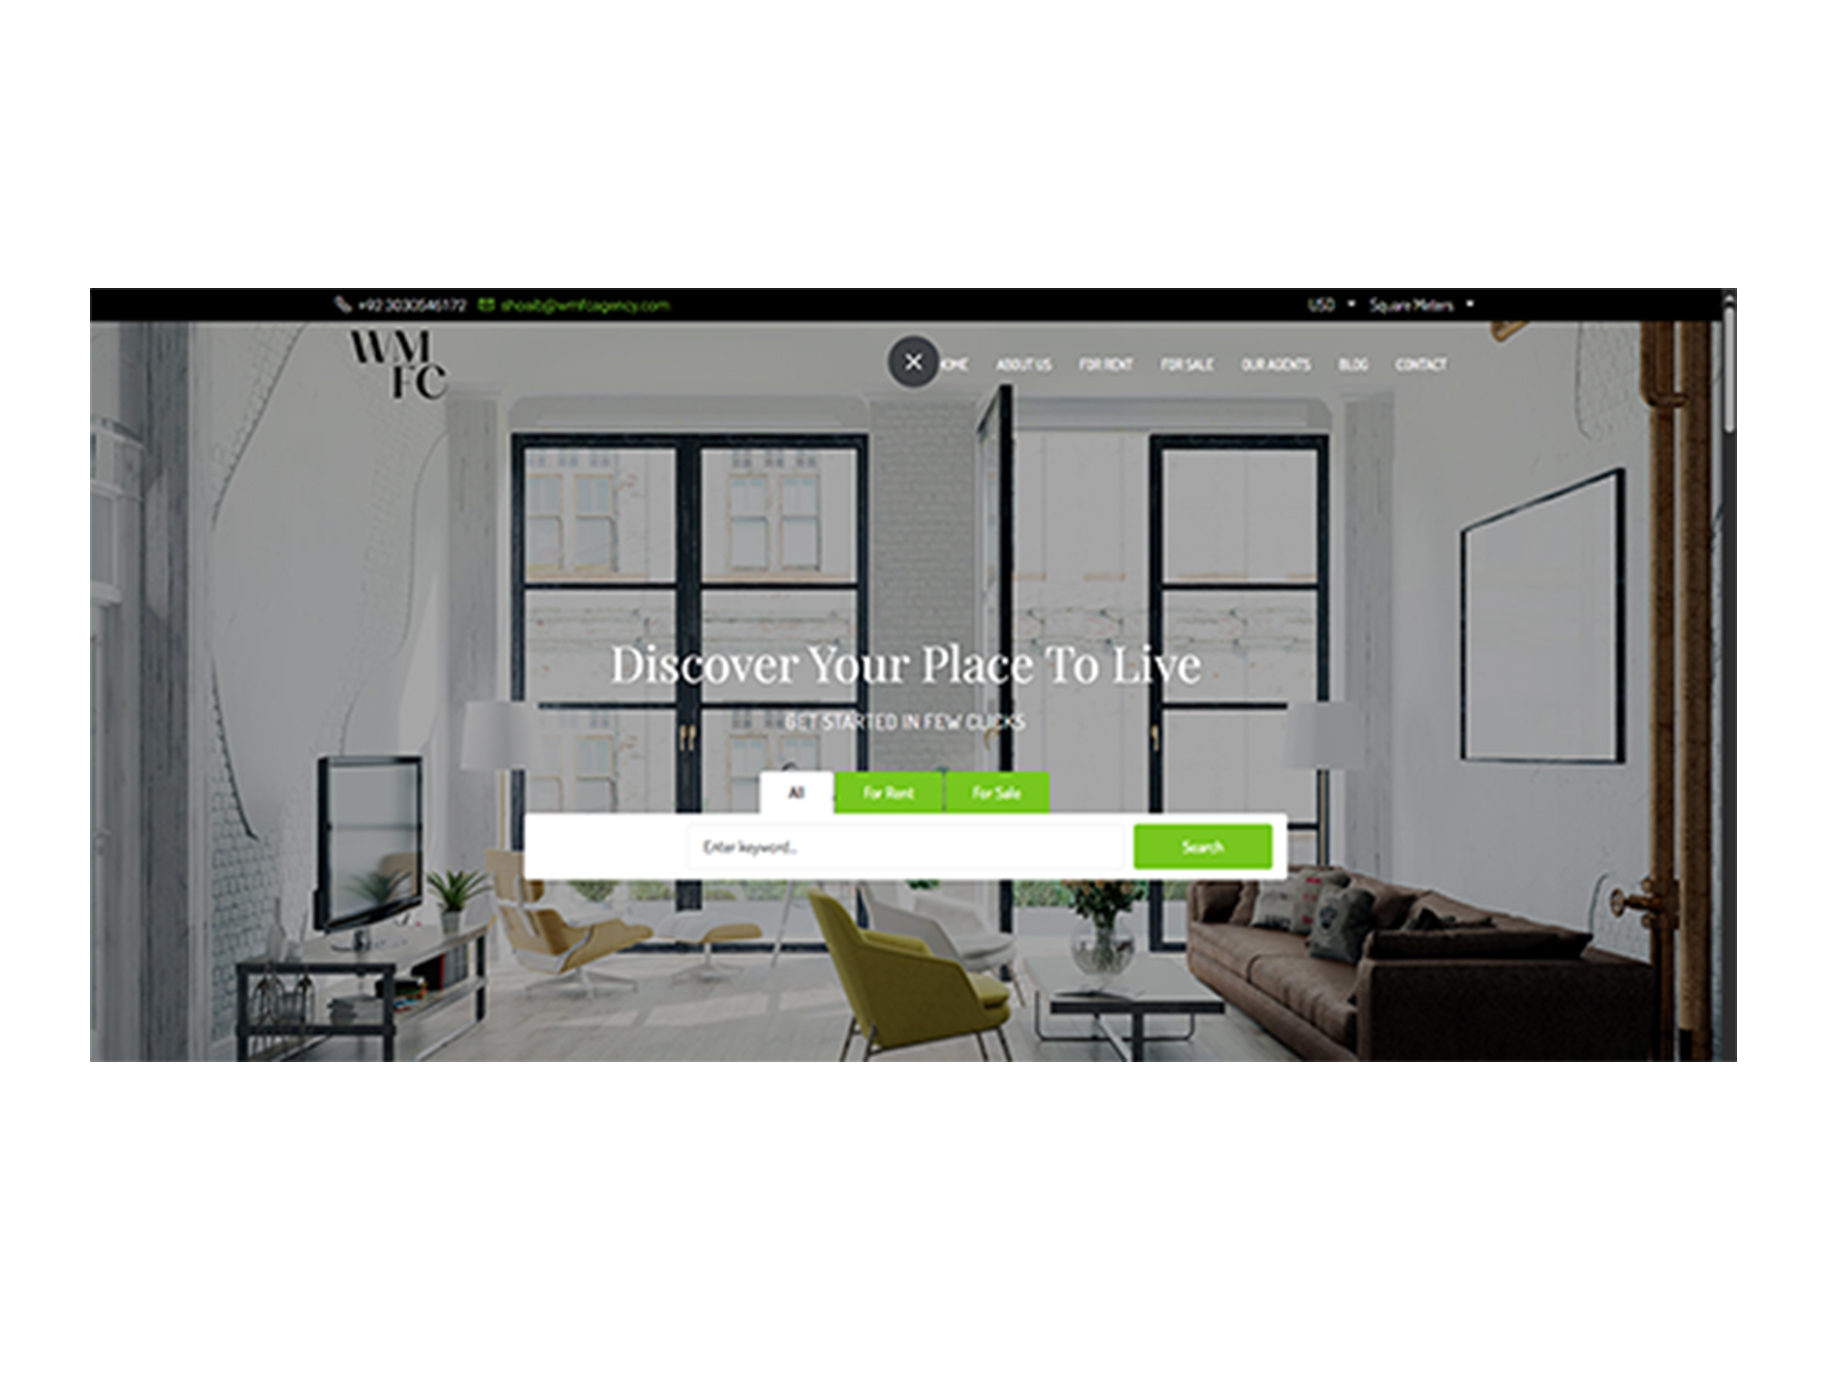 +92 3030546172 shoaib@wmfcagency.com USD Square Meters
WM
FC
OME ABOUT US FOR RENT FOR SALE OUR AGENTS BLOG CONTACT
Discover Your Place To Live
GET STARTED IN FEW CLICKS
All For Rent For Sale
Enter keyword... Search